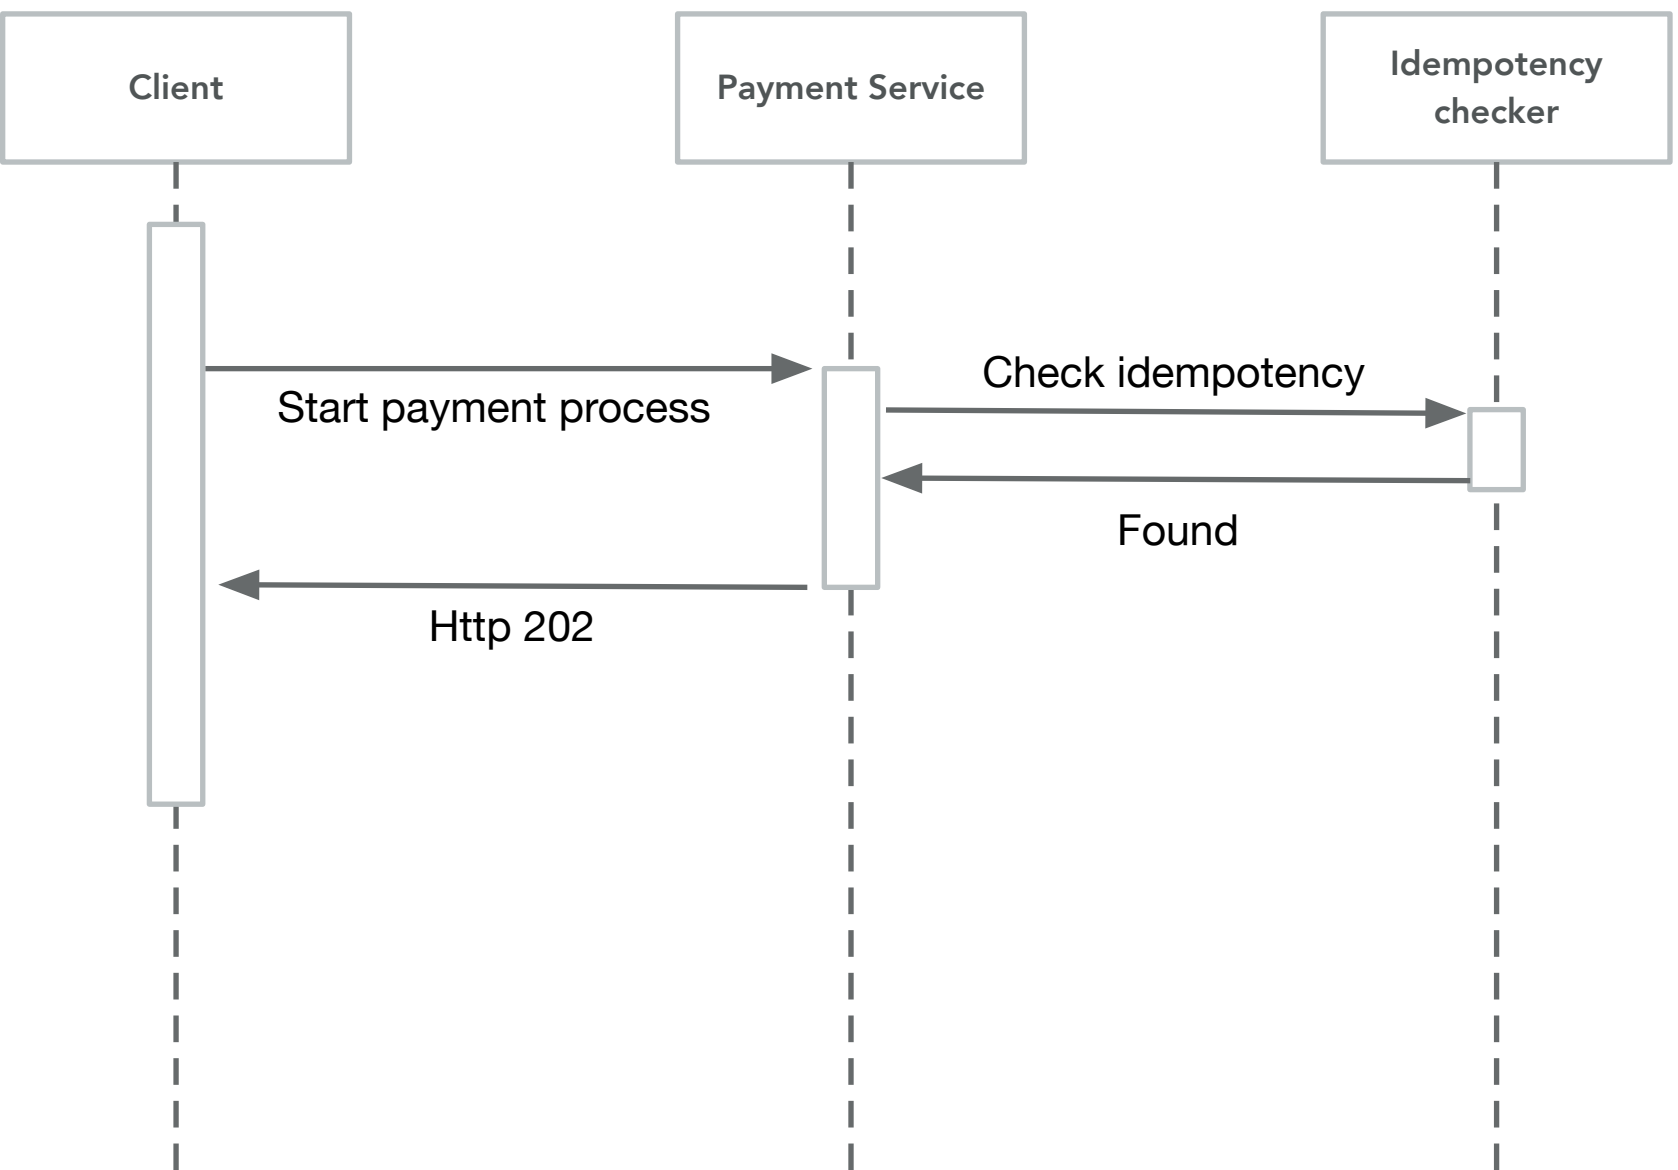 Client
Payment Service
Idempotency
checker
Start payment process
Check idempotency
Found
Http 202